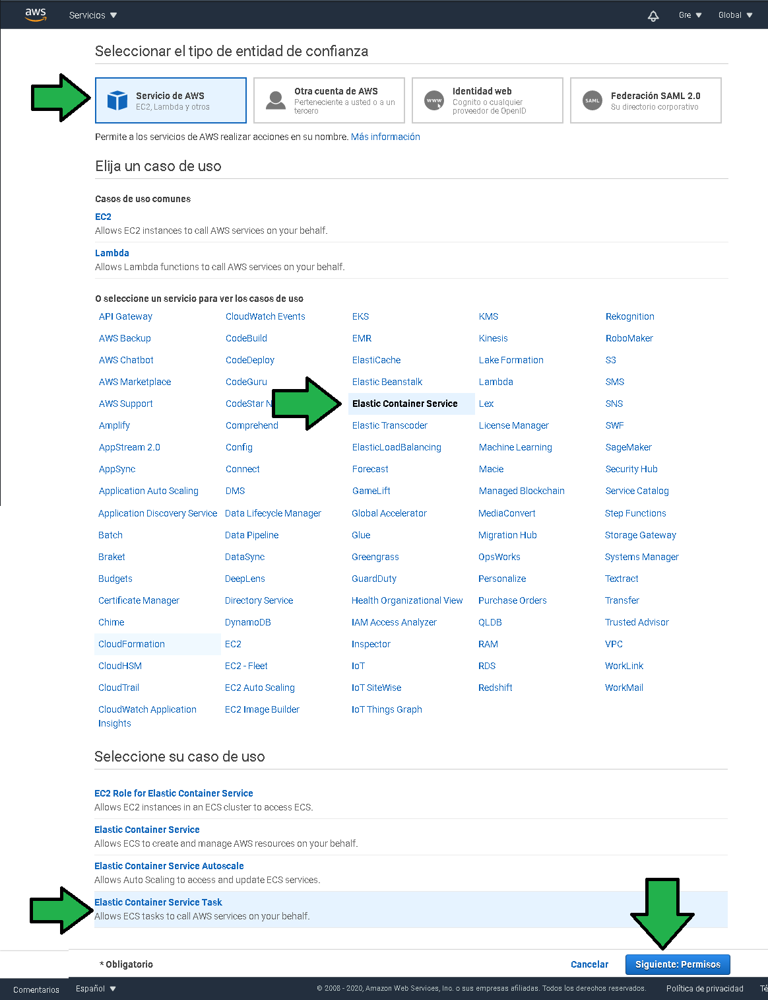 aws Servicios Gre Global
Seleccionar el tipo de entidad de confianza
Servicio de AWS
EC2, Lambda y otros
Otra cuenta de AWS
Perteneciente a usted o a un
tercero
www
Identidad web
Cognito o cualquier
proveedor de OpenID
SAML
Federación SAML 2.0
Su directorio corporativo
Permite a los servicios de AWS realizar acciones en su nombre. Más información
Elija un caso de uso
Casos de uso comunes
EC2
Allows EC2 instances to call AWS services on your behalf.
Lambda
Allows Lambda functions to call AWS services on your behalf.
O seleccione un servicio para ver los casos de uso
API Gateway CloudWatch Events EKS KMS Rekognition
AWS Backup CodeBuild EMR Kinesis RoboMaker
AWS Chatbot CodeDeploy ElastiCache Lake Formation S3
AWS Marketplace CodeGuru Elastic Beanstalk Lambda SMS
AWS Support CodeStar N Elastic Container Service Lex SNS
Amplify Comprehend Elastic Transcoder License Manager SWF
AppStream 2.0 Config ElasticLoadBalancing Machine Learning SageMaker
AppSync Connect Forecast Macie Security Hub
Application Auto Scaling DMS GameLift Managed Blockchain Service Catalog
Application Discovery Service Data Lifecycle Manager Global Accelerator MediaConvert Step Functions
Batch Data Pipeline Glue Migration Hub Storage Gateway
Braket DataSync Greengrass OpsWorks Systems Manager
Budgets DeepLens GuardDuty Personalize Textract
Certificate Manager Directory Service Health Organizational View Purchase Orders Transfer
Chime DynamoDB IAM Access Analyzer QLDB Trusted Advisor
CloudFormation EC2 Inspector RAM VPC
CloudHSM EC2 - Fleet IoT RDS WorkLink
CloudTrail EC2 Auto Scaling IoT SiteWise Redshift WorkMail
CloudWatch Application EC2 Image Builder IoT Things Graph
Insights
Seleccione su caso de uso
EC2 Role for Elastic Container Service
Allows EC2 instances in an ECS cluster to access ECS.
Elastic Container Service
Allows ECS to create and manage AWS resources on your behalf.
Elastic Container Service Autoscale
Allows Auto Scaling to access and update ECS services.
Elastic Container Service Task
Allows ECS tasks to call AWS services on your behalf.
* Obligatorio Cancelar Siguiente: Permisos
Comentarios Español © 2008 - 2020, Amazon Web Services, Inc. o sus empresas afiliadas. Todos los derechos reservados. Política de privacidad Té